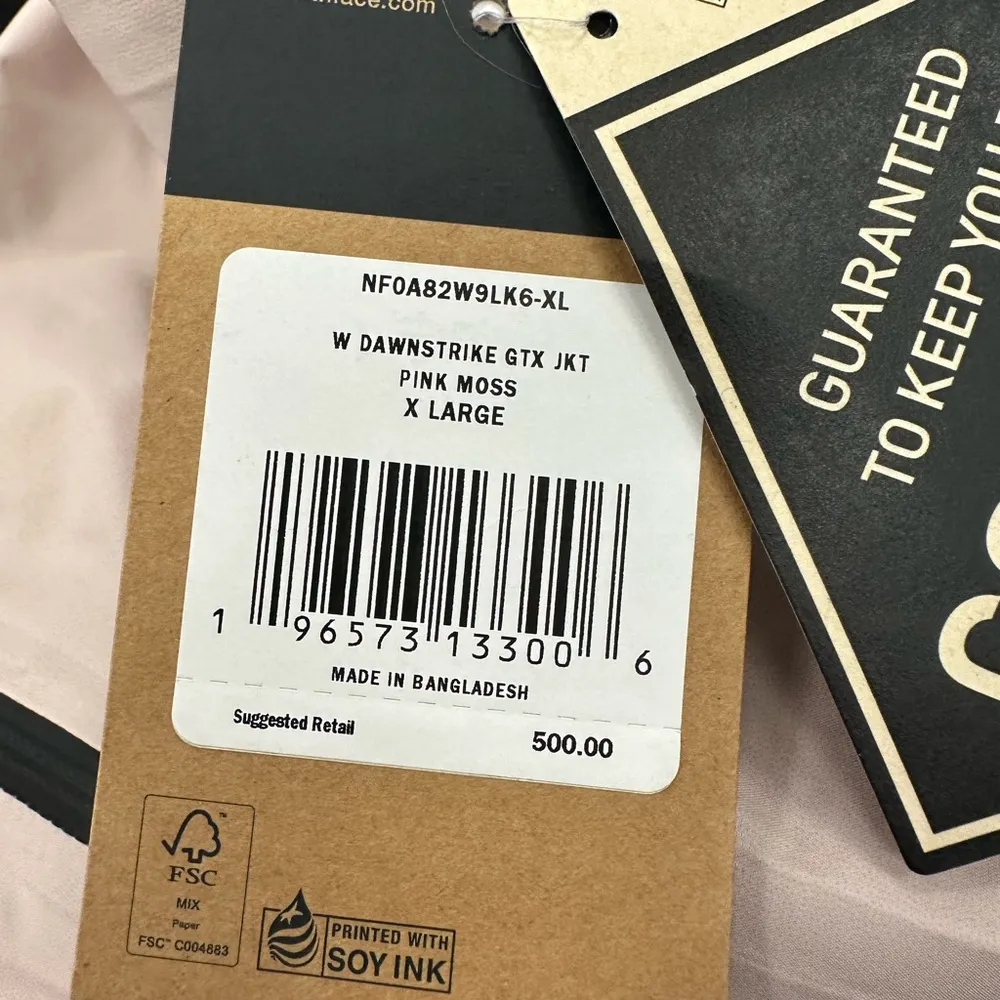 NF0A82W9LK6-XL
W DAWNSTRIKE GTX JKT
PINK MOSS
X LARGE
1 96573 13300 6
MADE IN BANGLADESH
Suggested Retail 500.00
FSC
MIX
Paper
FSC™ C004883
PRINTED WITH
SOY INK
GUARANTEED
TO KEEP YOU